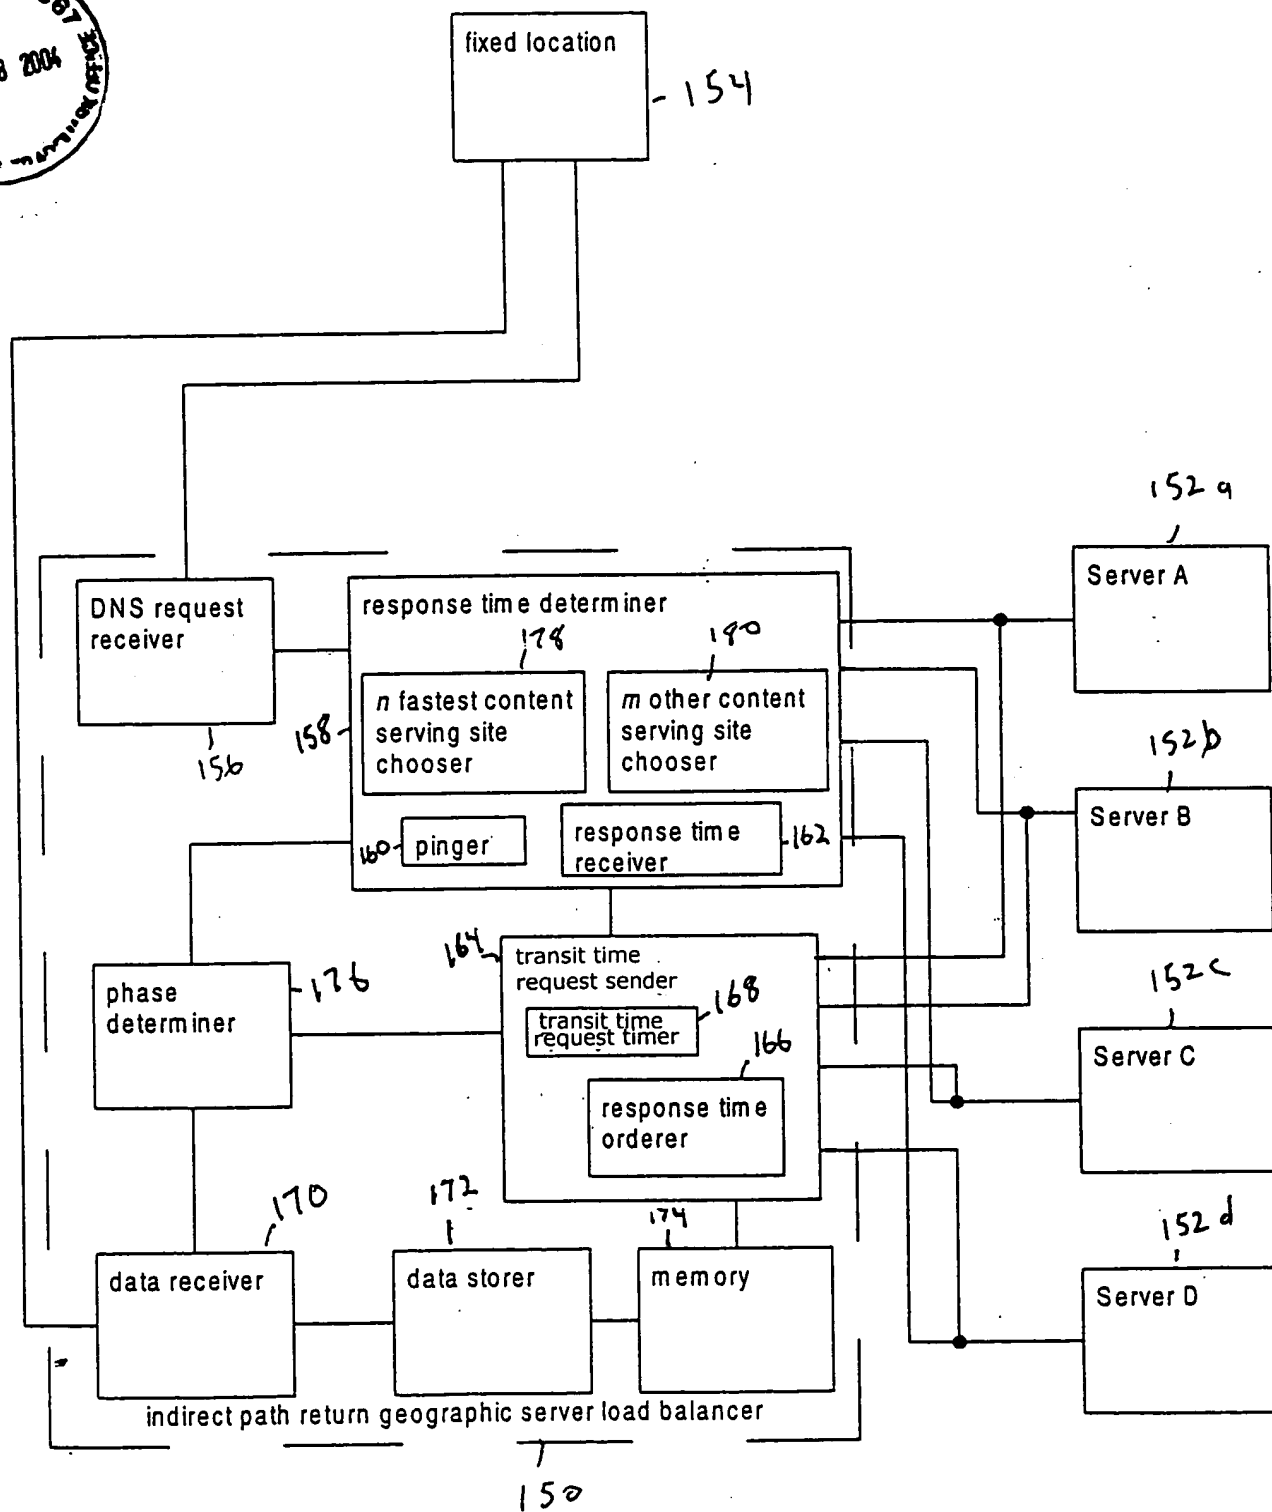 2004
fixed location
154
152a
Server A
DNS request
receiver
156
response time determiner
178
180
n fastest content
serving site
chooser
m other content
serving site
chooser
158
160
pinger
response time
receiver
162
152b
Server B
164
transit time
request sender
168
transit time
request timer
166
response time
orderer
phase
determiner
176
152c
Server C
170
172
174
data receiver
data storer
memory
152d
Server D
indirect path return geographic server load balancer
150